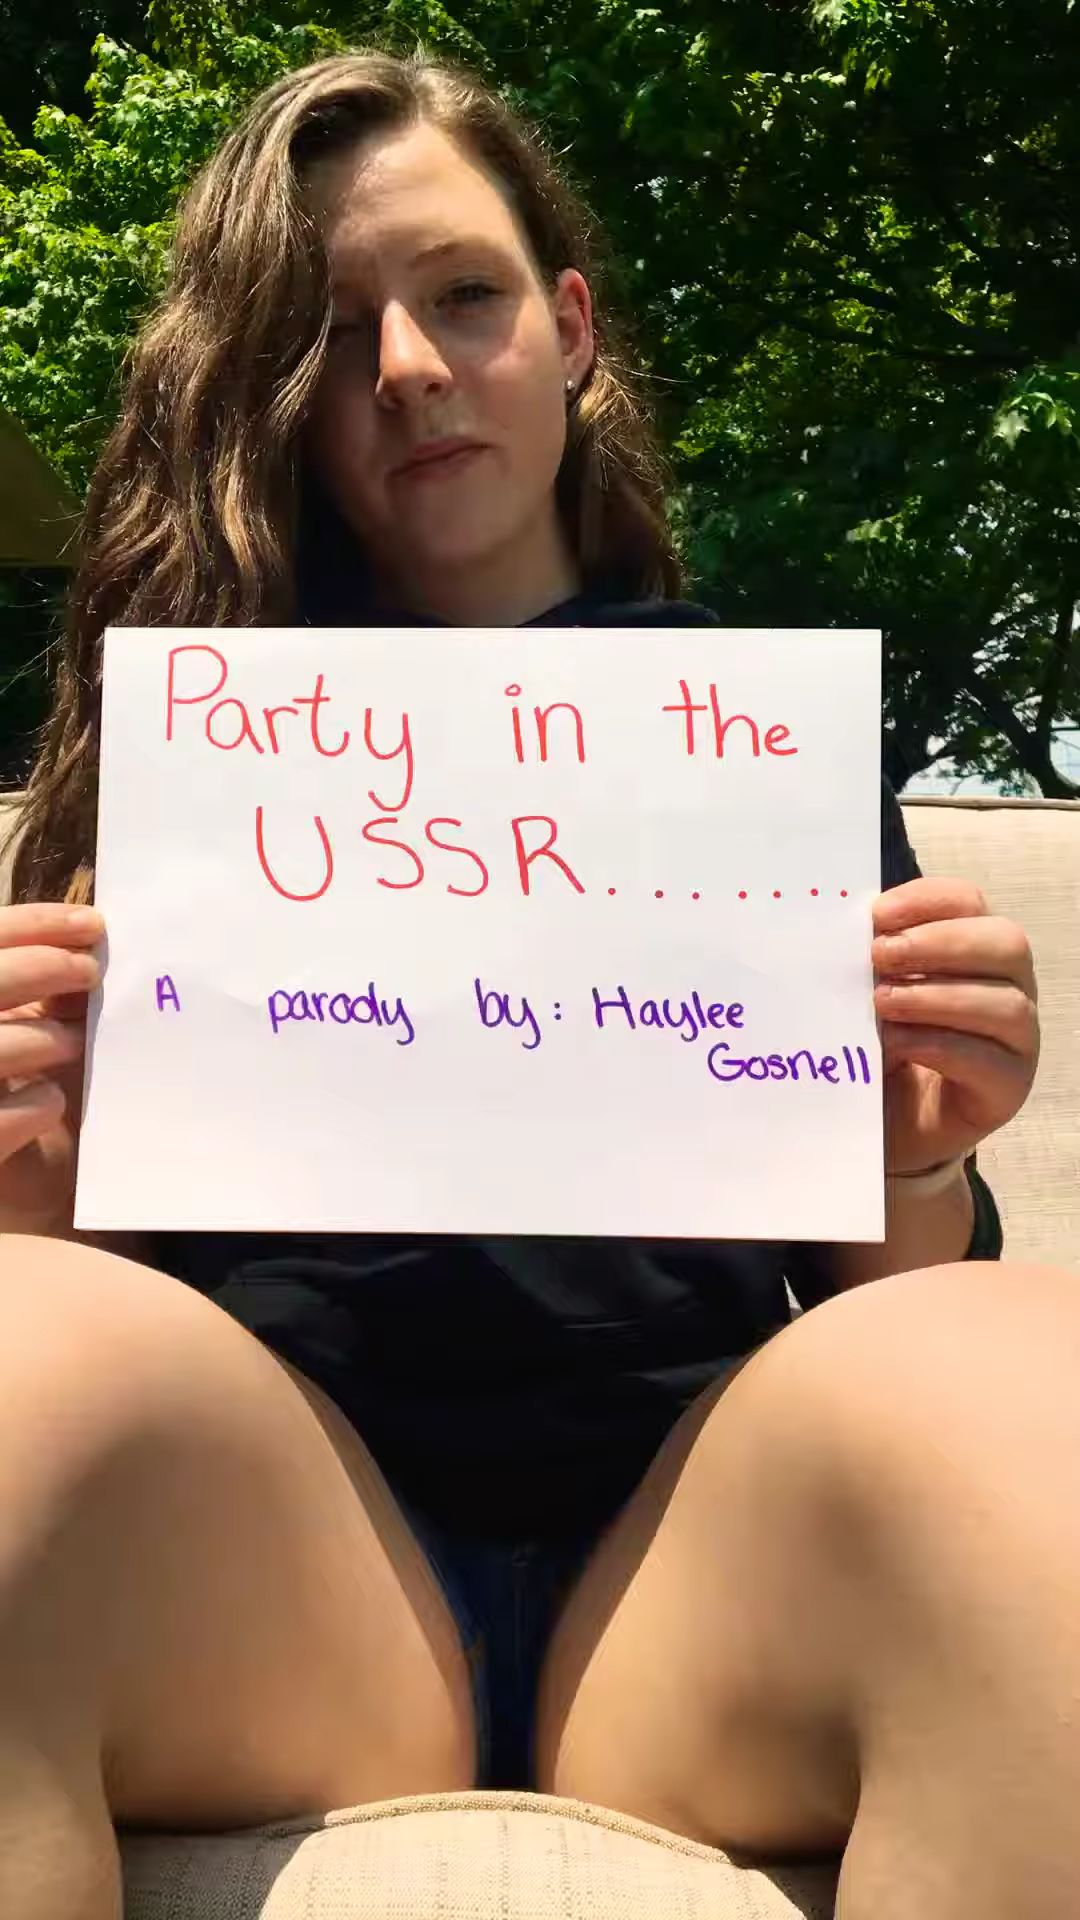 Party in the
USSR.......
A parody by: Haylee
Gosnell